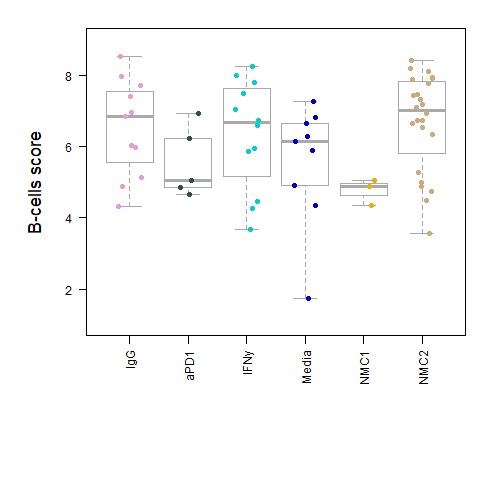 B-cells score
8
6
4
2
IgG
aPD1
IFNy
Media
NMC1
NMC2